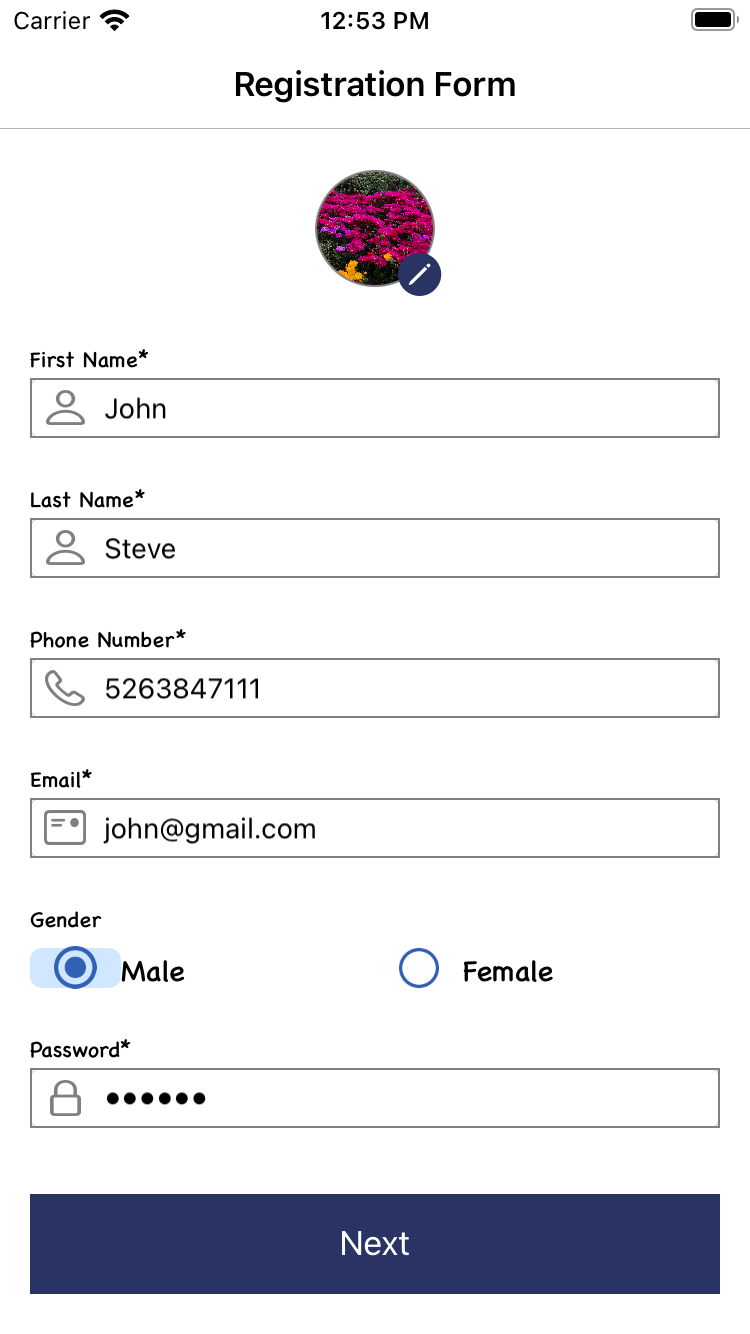 Carrier 12:53 PM
Registration Form
First Name*
John
Last Name*
Steve
Phone Number*
5263847111
Email*
john@gmail.com
Gender
Male Female
Password*
••••••
Next